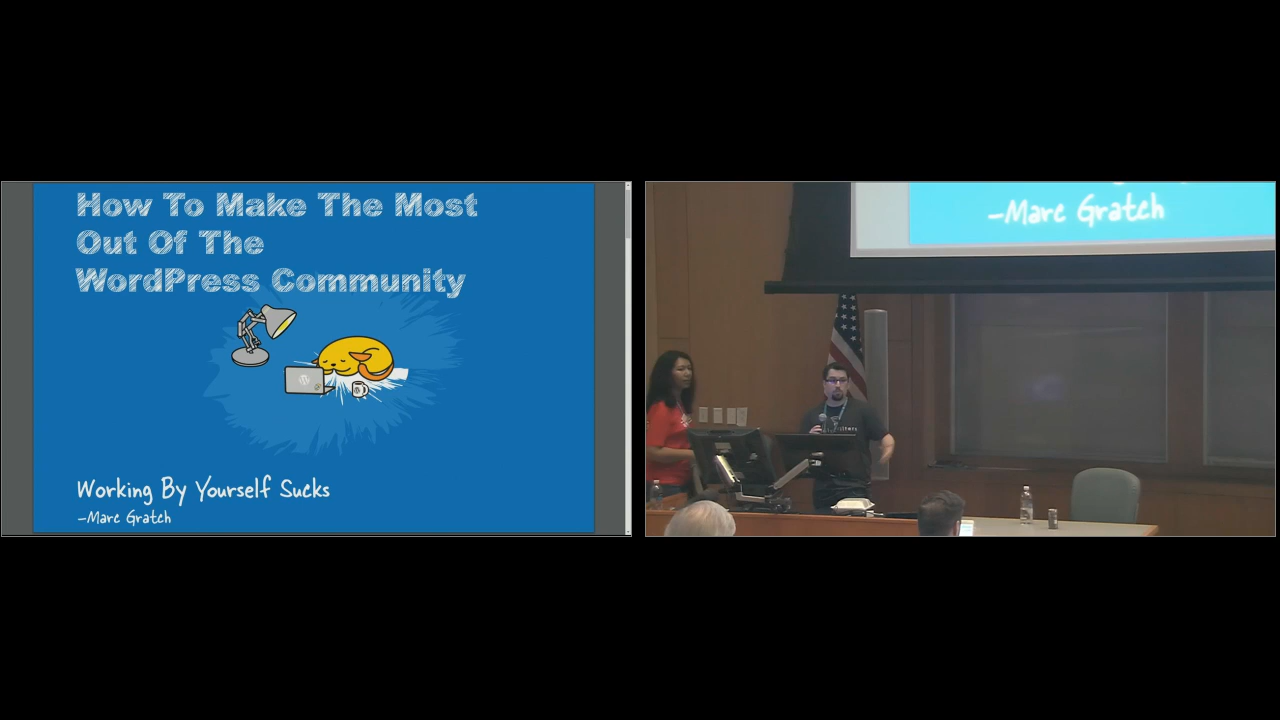 How To Make The Most
Out Of The
WordPress Community
Working By Yourself Sucks
–Marc Gratch
–Marc Gratch